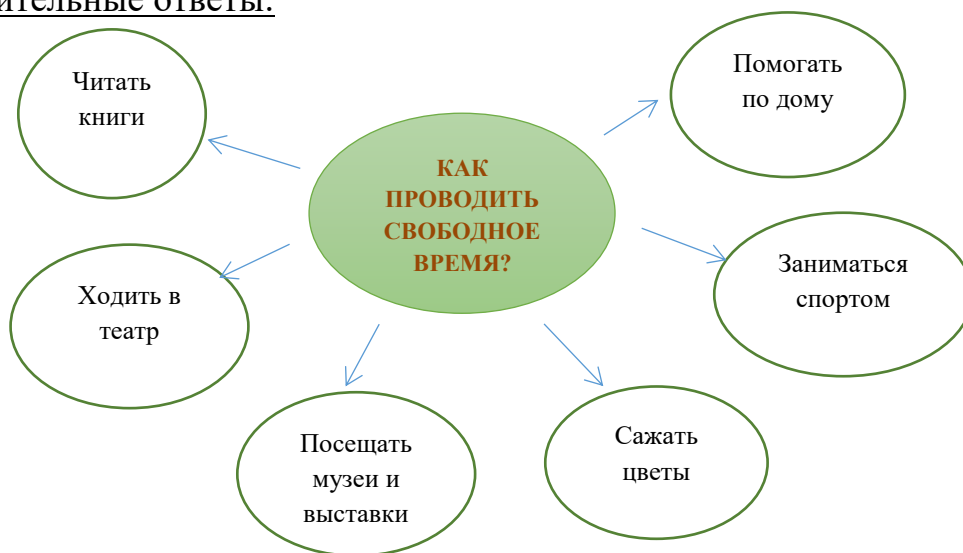 ительные ответы:
Читать
книги
Помогать
по дому
КАК
ПРОВОДИТЬ
СВОБОДНОЕ
ВРЕМЯ?
Ходить в
театр
Заниматься
спортом
Посещать
музеи и
выставки
Сажать
цветы